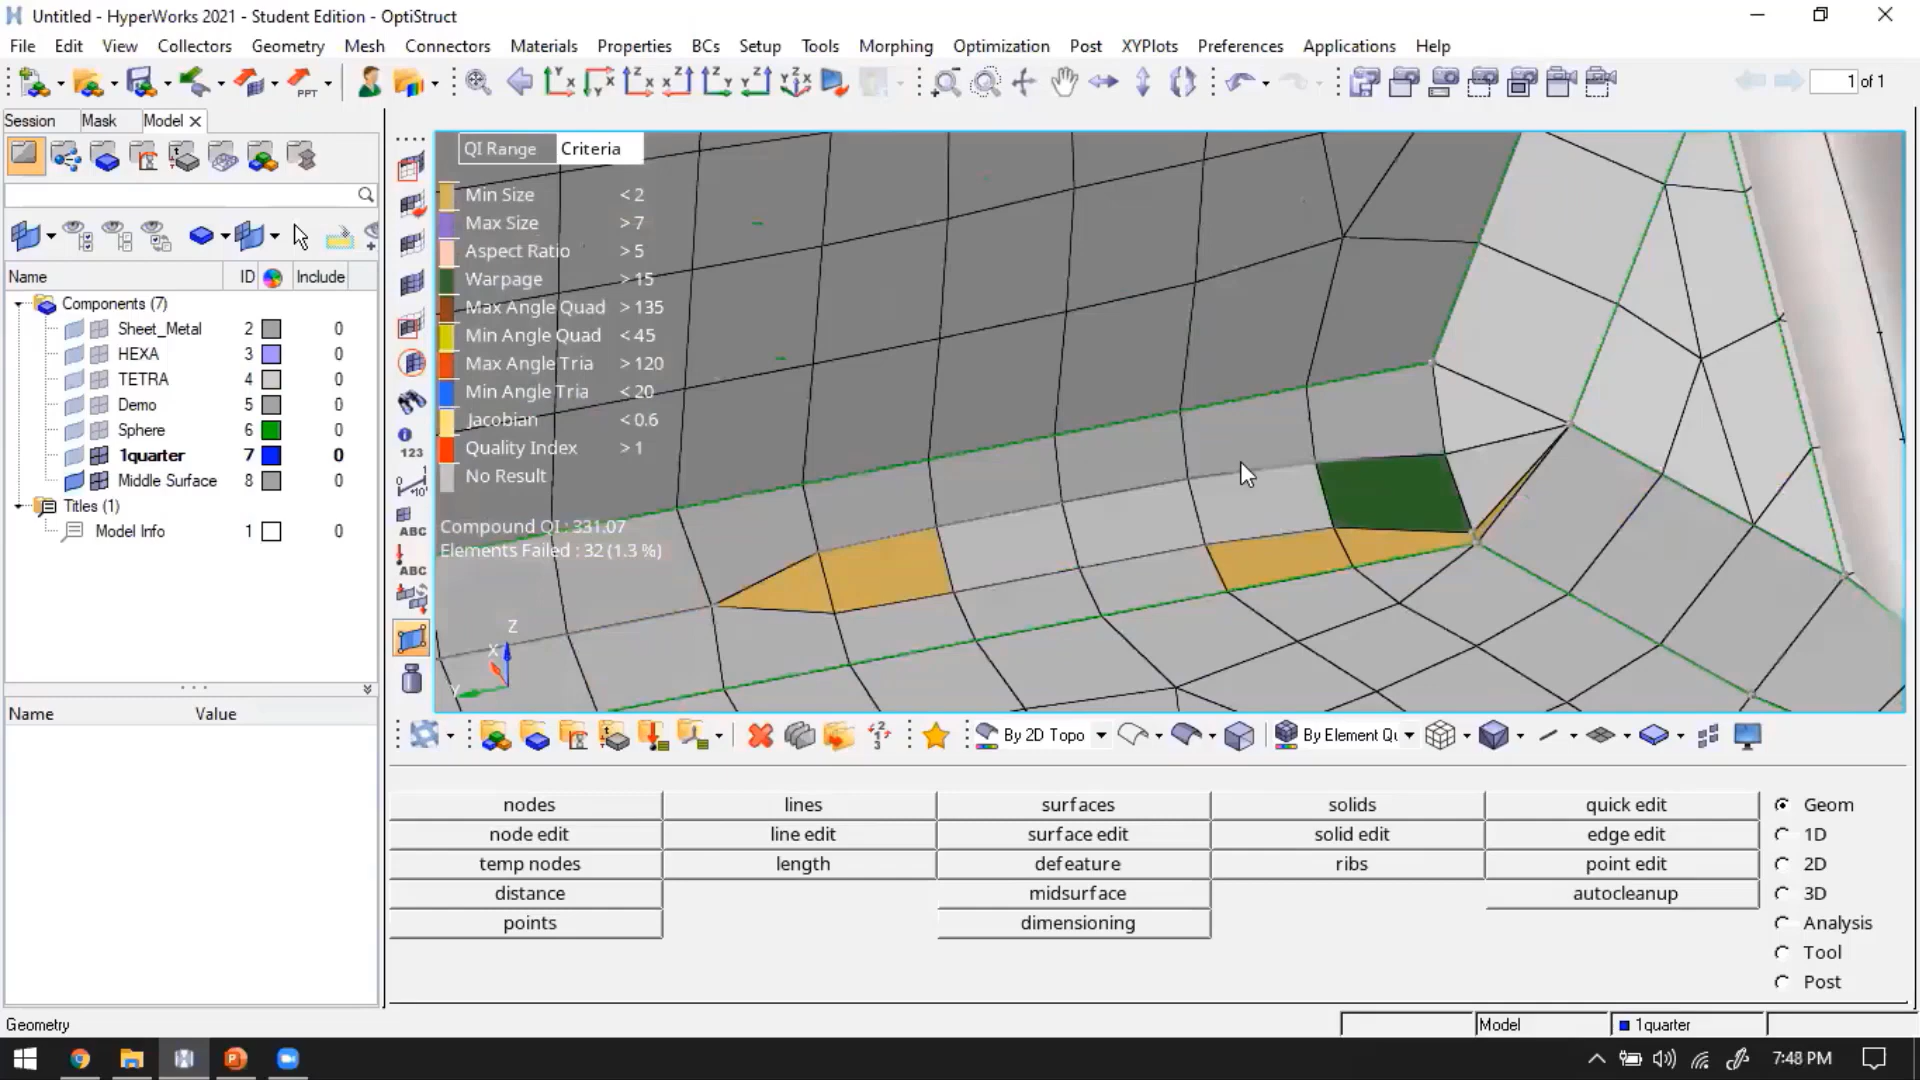 Untitled - HyperWorks 2021 - Student Edition - OptiStruct
File Edit View Collectors Geometry Mesh Connectors Materials Properties BCs Setup Tools Morphing Optimization Post XYPlots Preferences Applications Help
PPT
1 of 1
Session Mask Model
Name ID Include
Components (7)
Sheet_Metal 2 0
HEXA 3 0
TETRA 4 0
Demo 5 0
Sphere 6 0
1quarter 7 0
Middle Surface 8 0
Titles (1)
Model Info 1 0
Name Value
123
ABC
ABC
QI Range Criteria
Min Size < 2
Max Size > 7
Aspect Ratio > 5
Warpage > 15
Max Angle Quad > 135
Min Angle Quad < 45
Max Angle Tria > 120
Min Angle Tria < 20
Jacobian < 0.6
Quality Index > 1
No Result
Compound QI : 331.07
Elements Failed : 32 (1.3 %)
Z
X
Y
By 2D Topo By Element Qu
nodes lines surfaces solids quick edit Geom
node edit line edit surface edit solid edit edge edit 1D
temp nodes length defeature ribs point edit 2D
distance midsurface autocleanup 3D
points dimensioning Analysis
Tool
Post
Geometry Model 1quarter
7:48 PM